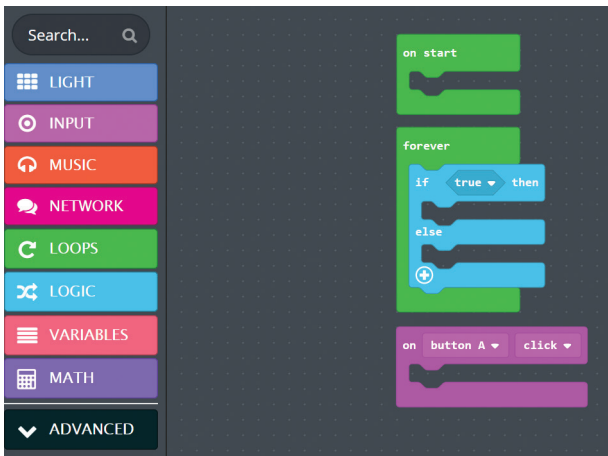 Search...
LIGHT
INPUT
MUSIC
NETWORK
LOOPS
LOGIC
VARIABLES
MATH
ADVANCED
on start
forever
if true then
else
on button A click